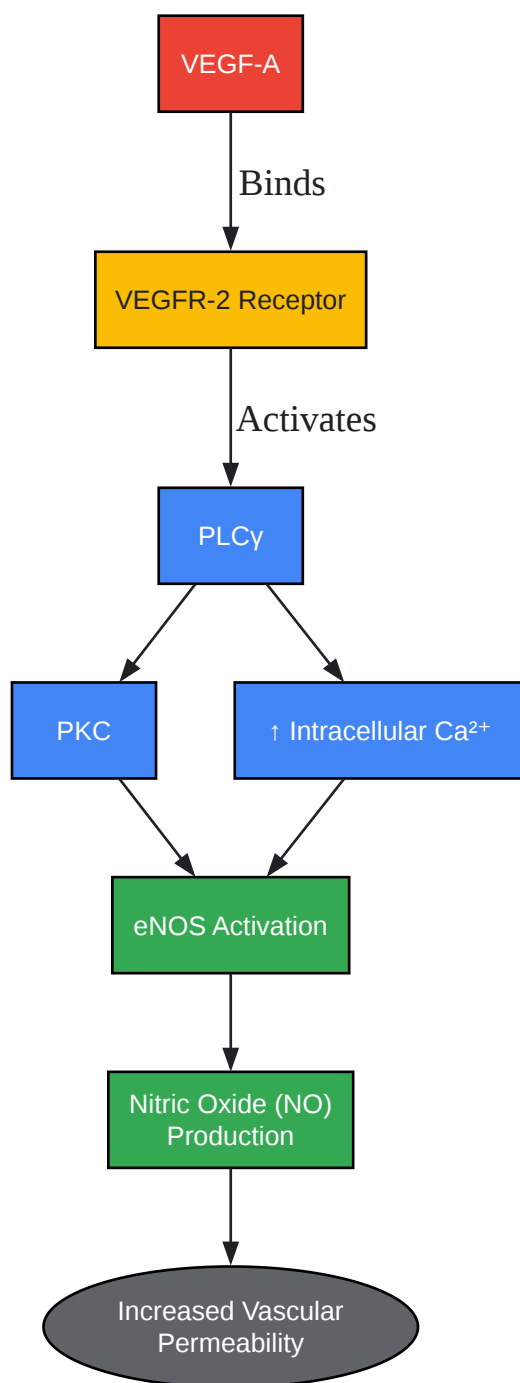 VEGF-A
Binds
VEGFR-2 Receptor
Activates
PLCγ
PKC
↑ Intracellular Ca²⁺
eNOS Activation
Nitric Oxide (NO)
Production
Increased Vascular
Permeability